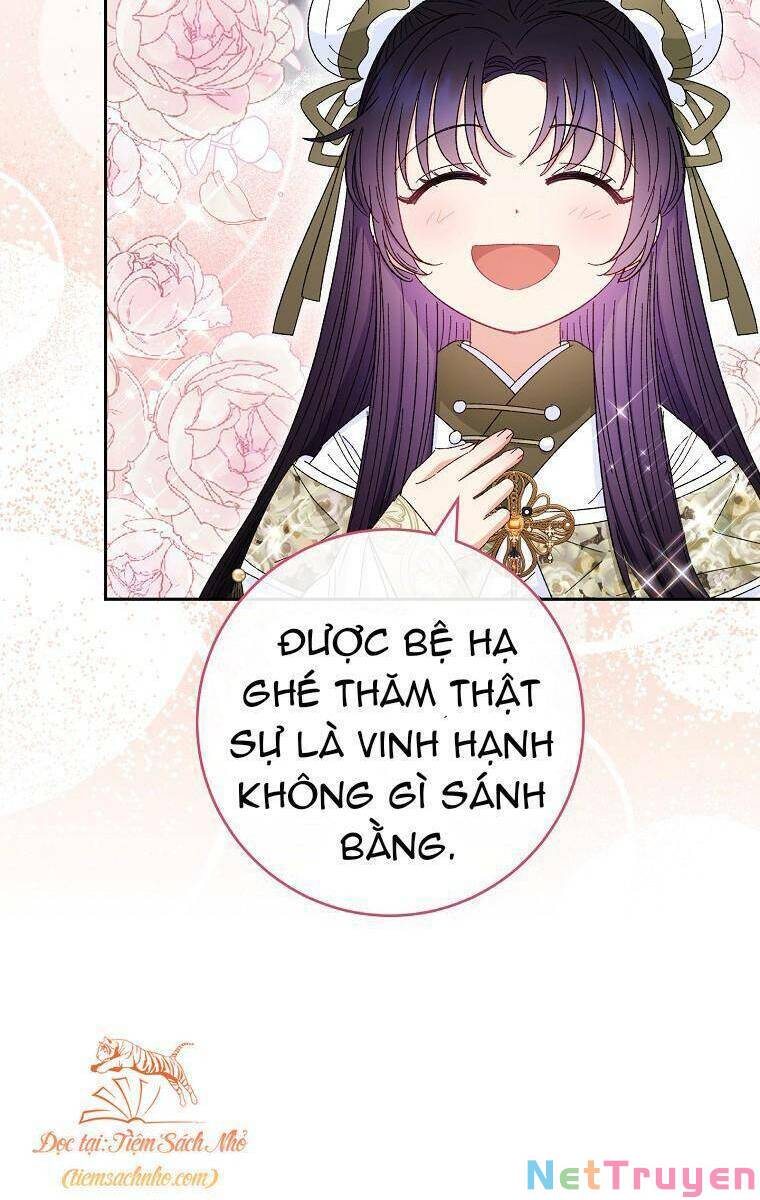 ĐƯỢC BỆ HẠ
GHÉ THĂM THẬT
SỰ LÀ VINH HẠNH
KHÔNG GÌ SÁNH
BẰNG.
Đọc tại: Tiệm Sách Nhỏ
(tiemsachnho.com)
NetTruyen